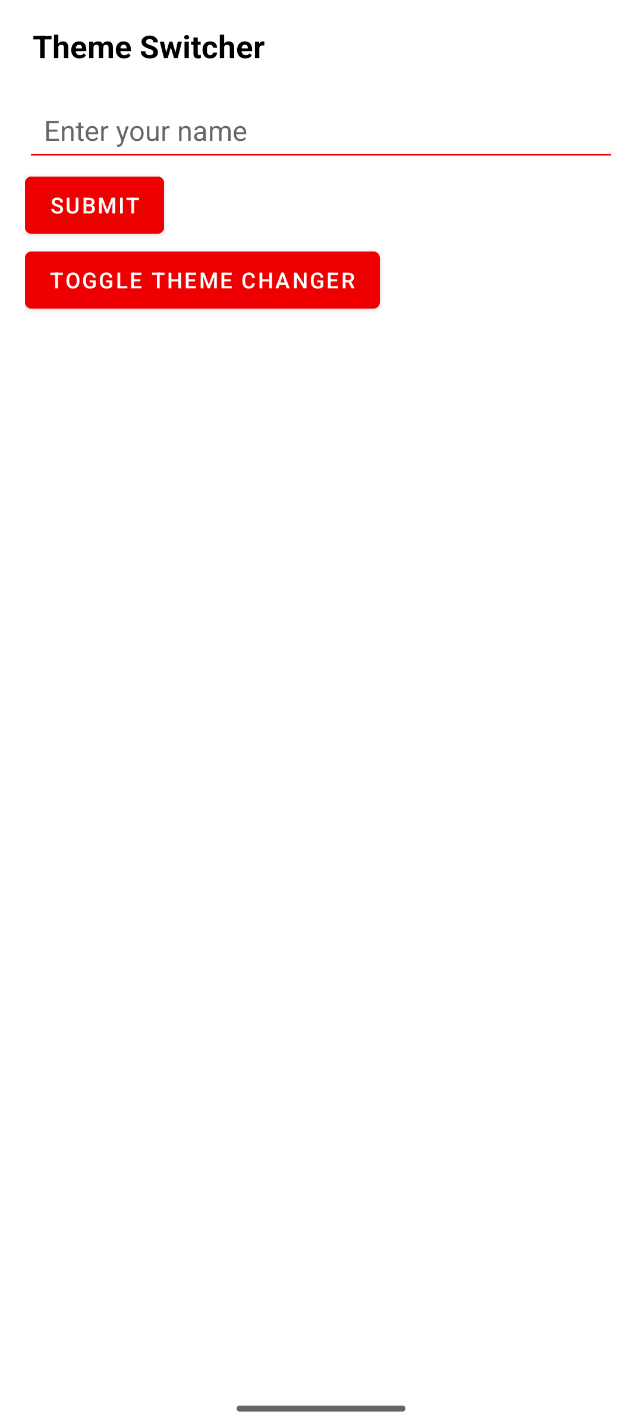 Theme Switcher
Enter your name
SUBMIT
TOGGLE THEME CHANGER